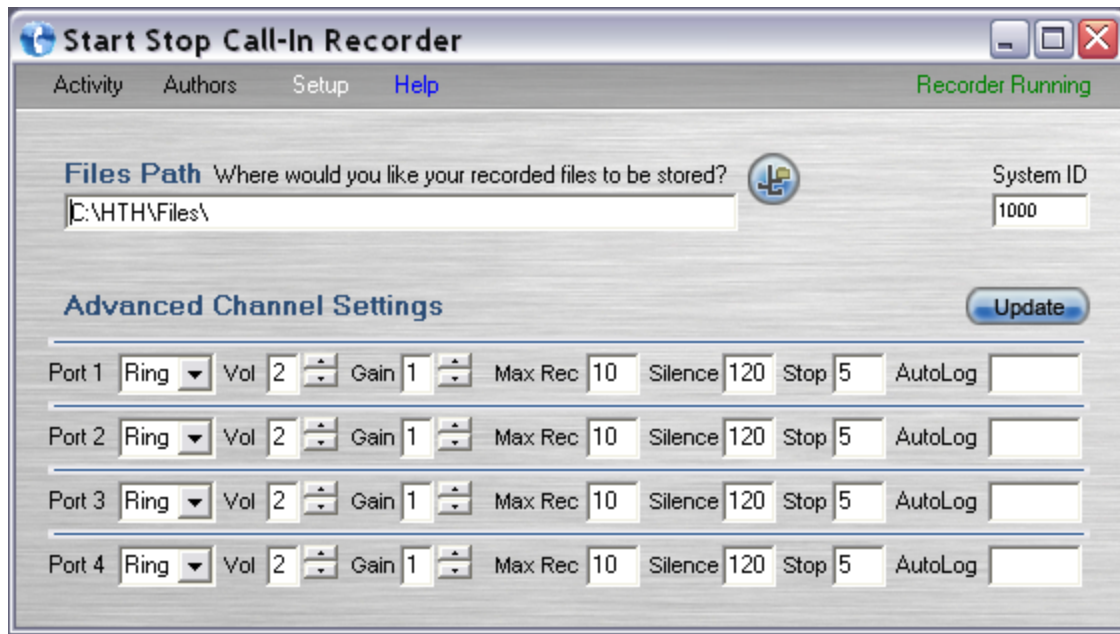 Start Stop Call-In Recorder
Activity Authors Setup Help Recorder Running
Files Path Where would you like your recorded files to be stored? System ID
C:\HTH\Files\ 1000
Advanced Channel Settings Update
Port 1 Ring Vol 2 Gain 1 Max Rec 10 Silence 120 Stop 5 AutoLog
Port 2 Ring Vol 2 Gain 1 Max Rec 10 Silence 120 Stop 5 AutoLog
Port 3 Ring Vol 2 Gain 1 Max Rec 10 Silence 120 Stop 5 AutoLog
Port 4 Ring Vol 2 Gain 1 Max Rec 10 Silence 120 Stop 5 AutoLog